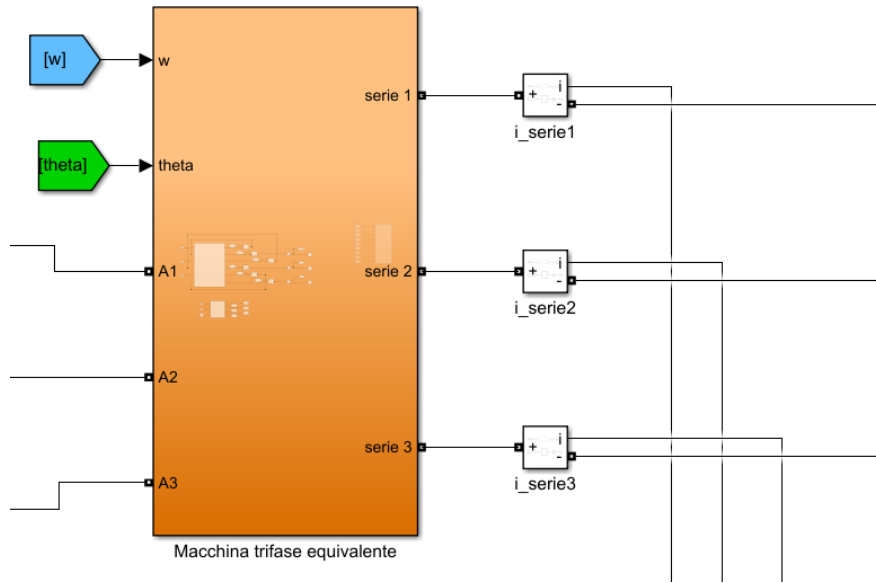 [w]
w
[theta]
theta
A1
A2
A3
serie 1
serie 2
serie 3
Macchina trifase equivalente
+
i
-
i_serie1
+
i
-
i_serie2
+
i
-
i_serie3